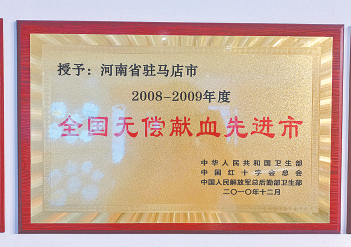 授予：河南省驻马店市
2008-2009年度
全国无偿献血先进市
中华人民共和国卫生部
中国红十字会总会
中国人民解放军总后勤部卫生部
二〇一〇年十二月